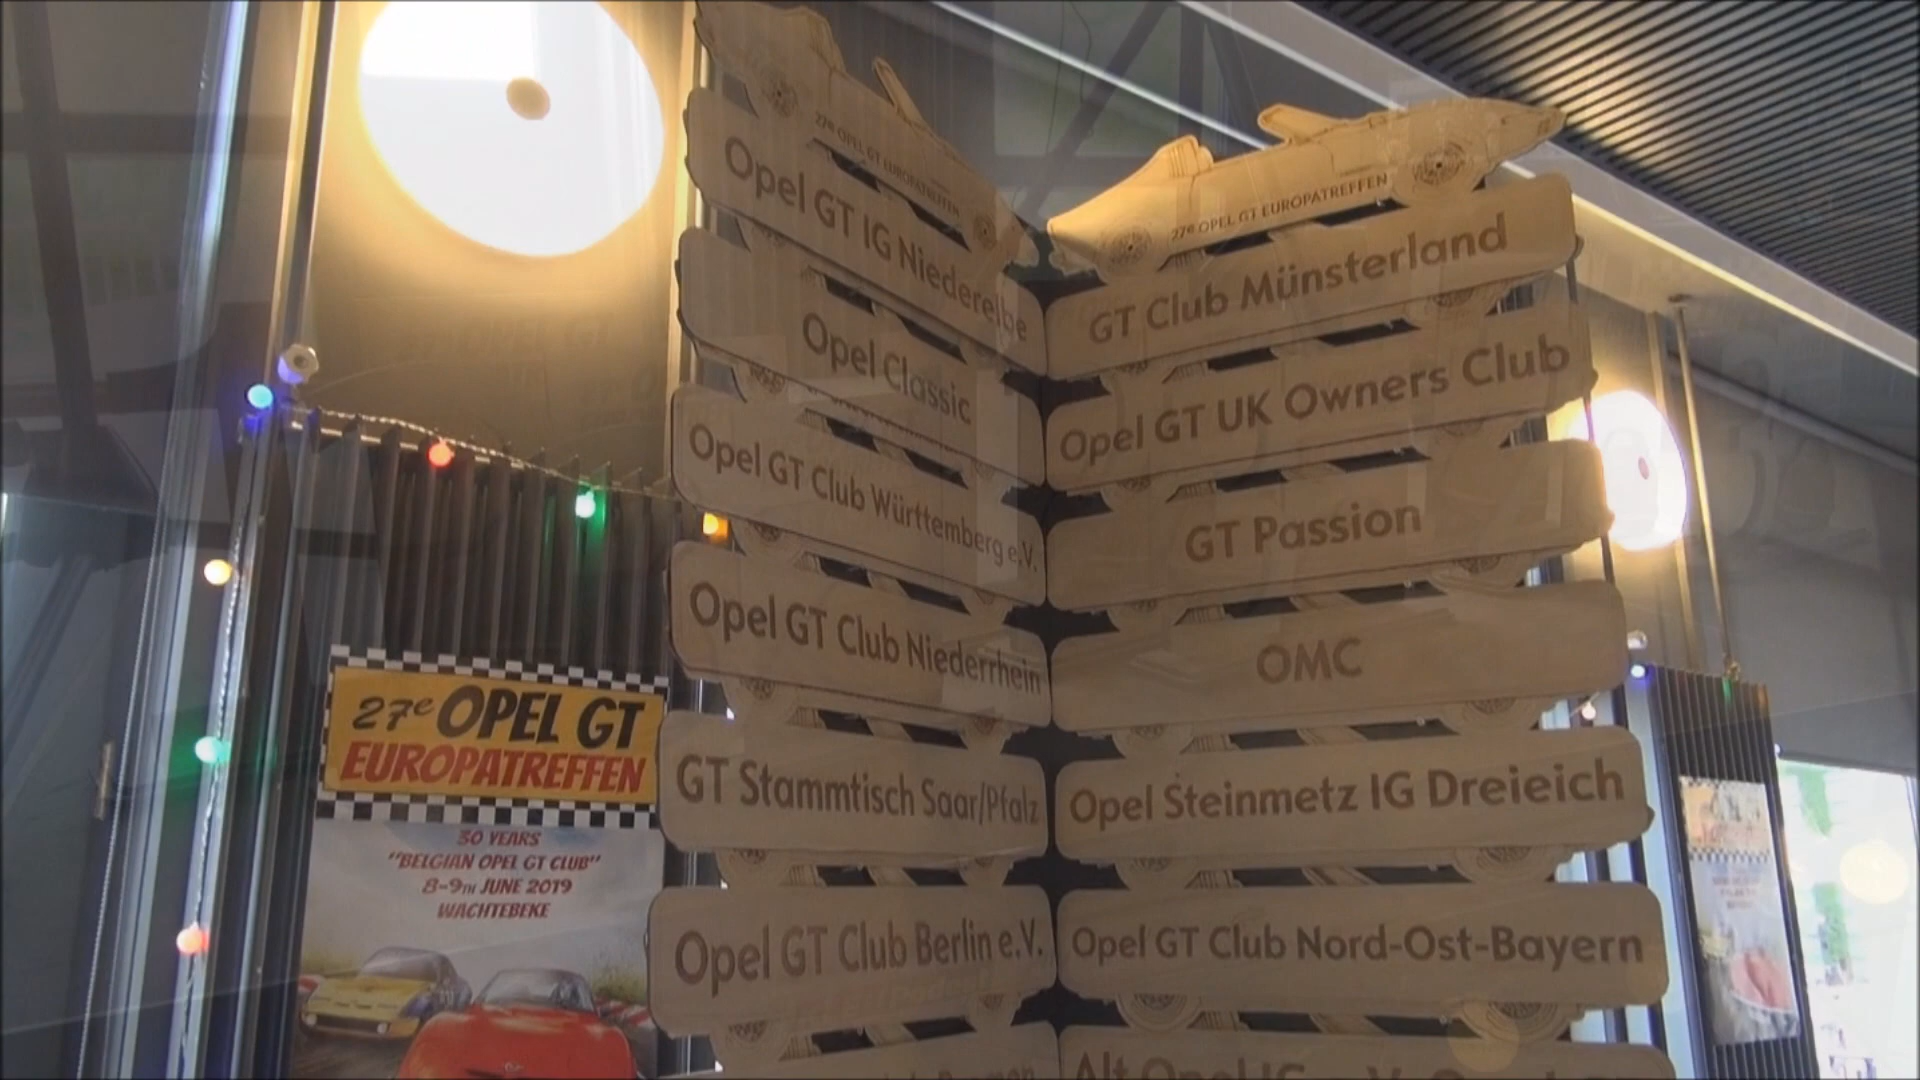 27e OPEL GT EUROPATREFFEN
Opel GT IG Niederelbe
Opel Classic
Opel GT Club Württemberg e.V.
Opel GT Club Niederrhein
GT Stammtisch Saar/Pfalz
Opel GT Club Berlin e.V.
27e OPEL GT EUROPATREFFEN
GT Club Münsterland
Opel GT UK Owners Club
GT Passion
OMC
Opel Steinmetz IG Dreieich
Opel GT Club Nord-Ost-Bayern
Alt Opel IG
27e OPEL GT
EUROPATREFFEN
30 YEARS
"BELGIAN OPEL GT CLUB"
8-9TH JUNE 2019
WACHTEBEKE